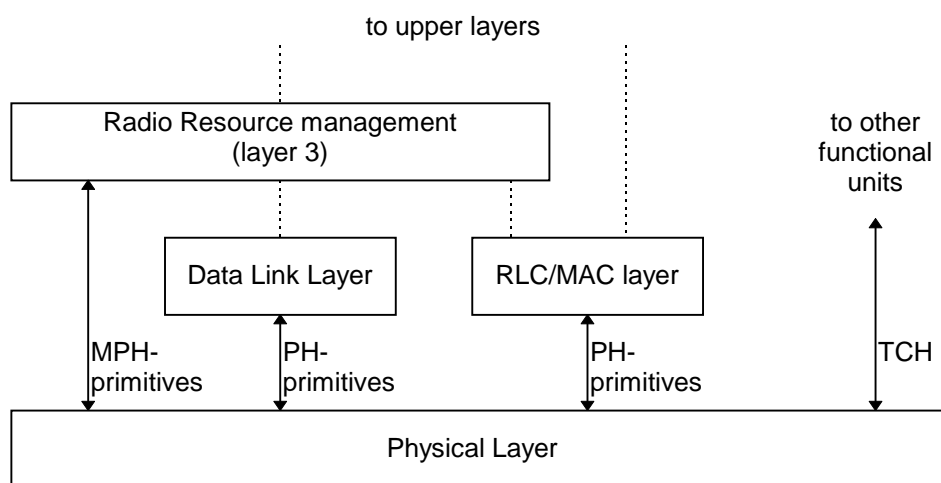 to upper layers
Radio Resource management
(layer 3)
to other
functional
units
Data Link Layer
RLC/MAC layer
MPH-
primitives
PH-
primitives
PH-
primitives
TCH
Physical Layer